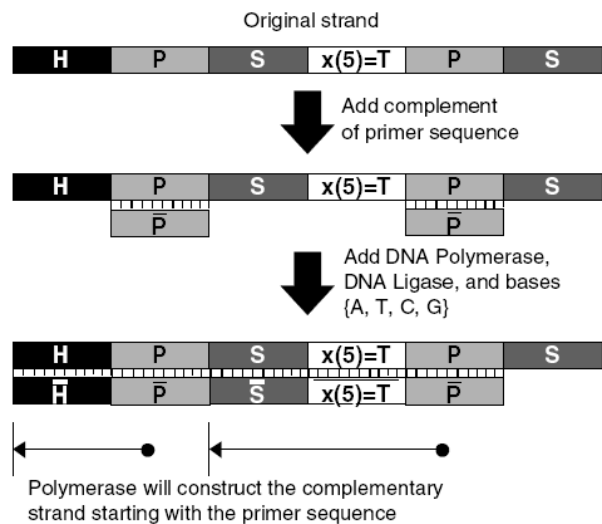 Original strand
H P S x(5)=T P S
Add complement
of primer sequence
H P S x(5)=T P S
P̅ P̅
Add DNA Polymerase,
DNA Ligase, and bases
{A, T, C, G}
H P S x(5)=T P S
H̅ P̅ S̅ x̅(̅5̅)̅=̅T̅ P̅
Polymerase will construct the complementary
strand starting with the primer sequence